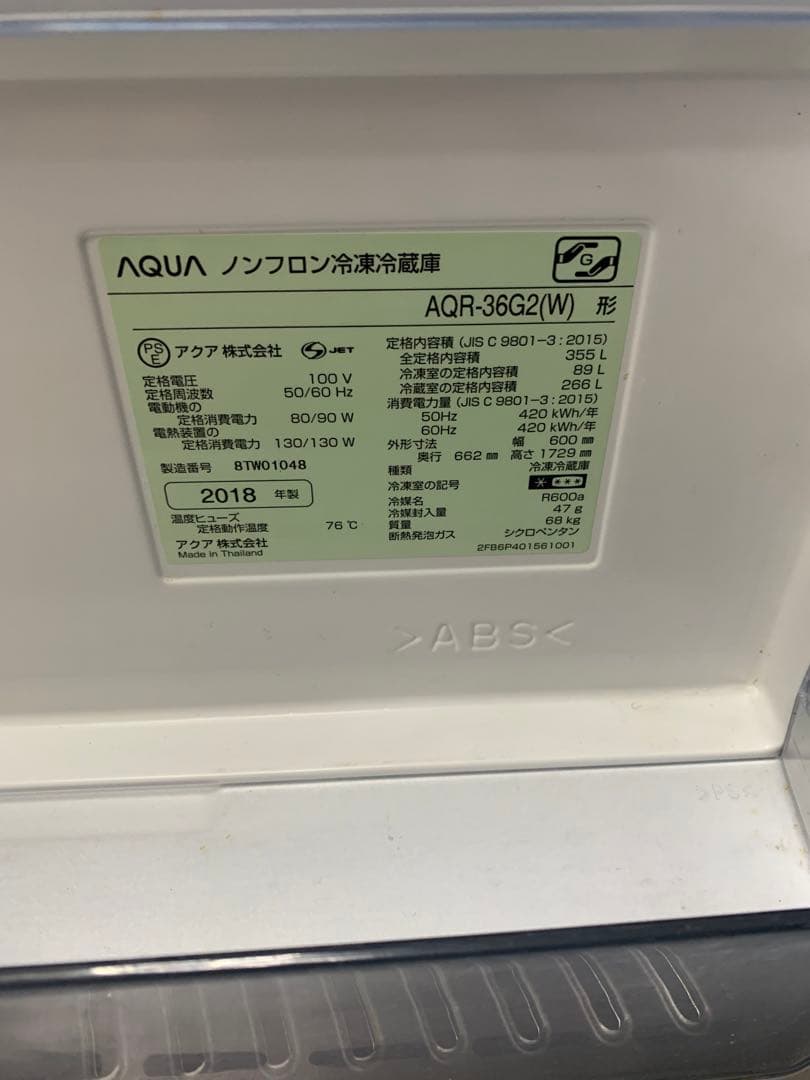 AQUA ノンフロン冷凍冷蔵庫
G
AQR-36G2(W) 形
PS E アクア 株式会社 S JET
定格電圧 100 V
定格周波数 50/60 Hz
電動機の
定格消費電力 80/90 W
電熱装置の
定格消費電力 130/130 W
製造番号 8TW01048
2018 年製
温度ヒューズ
定格動作温度 76 ℃
アクア 株式会社
Made in Thailand
定格内容積 (JIS C 9801-3 : 2015)
全定格内容積 355 L
冷凍室の定格内容積 89 L
冷蔵室の定格内容積 266 L
消費電力量 (JIS C 9801-3 : 2015)
50Hz 420 kWh/年
60Hz 420 kWh/年
外形寸法 幅 600 ㎜
奥行 662 ㎜ 高さ 1729 ㎜
種類 冷凍冷蔵庫
冷凍室の記号 * ***
冷媒名 R600a
冷媒封入量 47 g
質量 68 kg
断熱発泡ガス シクロペンタン
2FB6P401561001
>ABS<